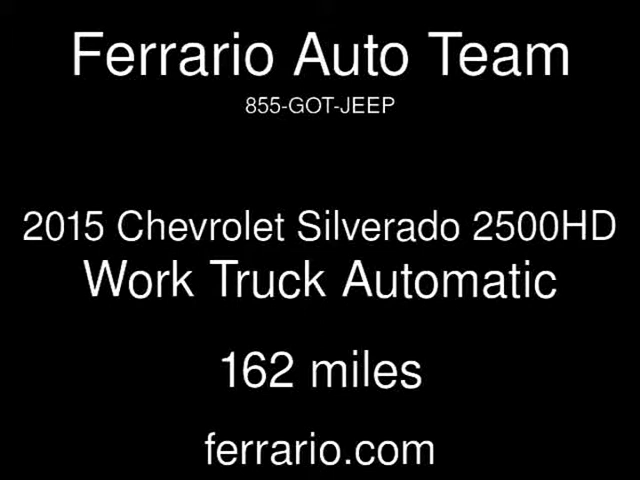 Ferrario Auto Team
855-GOT-JEEP
2015 Chevrolet Silverado 2500HD
Work Truck Automatic
162 miles
ferrario.com